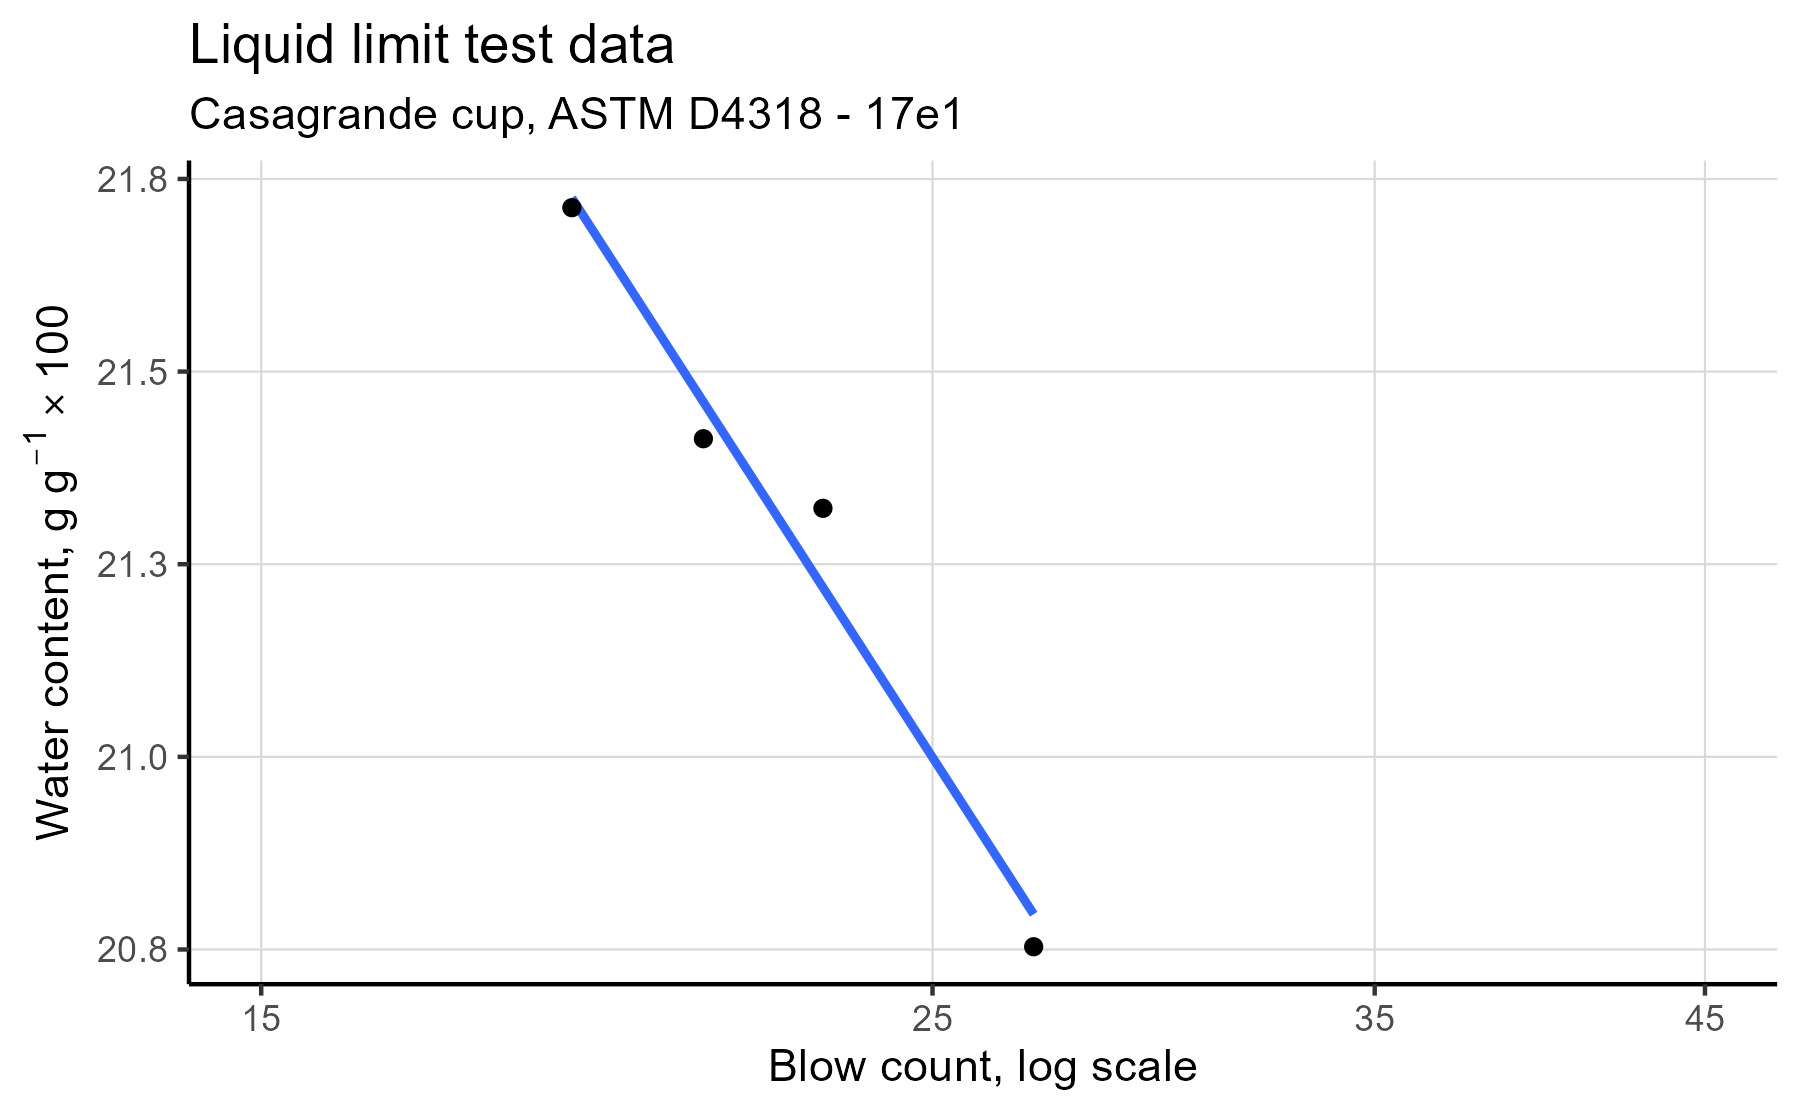 Liquid limit test data
Casagrande cup, ASTM D4318 - 17e1
Water content, g g⁻¹ × 100
21.8
21.5
21.3
21.0
20.8
15 25 35 45
Blow count, log scale